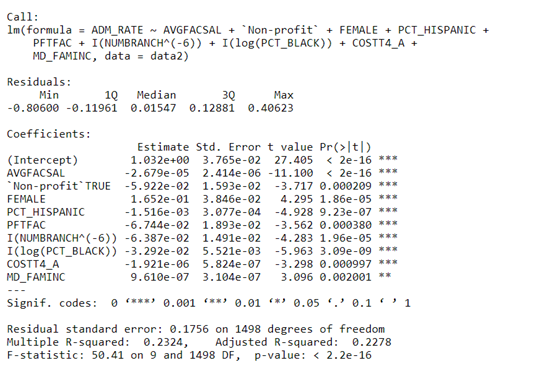 Call:
lm(formula = ADM_RATE ~ AVGFACSAL + `Non-profit` + FEMALE + PCT_HISPANIC +
    PFTFAC + I(NUMBRANCH^(-6)) + I(log(PCT_BLACK)) + COSTT4_A +
    MD_FAMINC, data = data2)
Residuals:
     Min       1Q   Median       3Q      Max
-0.80600 -0.11961  0.01547  0.12881  0.40623
Coefficients:
                    Estimate Std. Error t value Pr(>|t|)
(Intercept)        1.032e+00  3.765e-02  27.405  < 2e-16 ***
AVGFACSAL         -2.679e-05  2.414e-06 -11.100  < 2e-16 ***
`Non-profit`TRUE  -5.922e-02  1.593e-02  -3.717 0.000209 ***
FEMALE             1.652e-01  3.846e-02   4.295 1.86e-05 ***
PCT_HISPANIC      -1.516e-03  3.077e-04  -4.928 9.23e-07 ***
PFTFAC            -6.744e-02  1.893e-02  -3.562 0.000380 ***
I(NUMBRANCH^(-6)) -6.387e-02  1.491e-02  -4.283 1.96e-05 ***
I(log(PCT_BLACK)) -3.292e-02  5.521e-03  -5.963 3.09e-09 ***
COSTT4_A          -1.921e-06  5.824e-07  -3.298 0.000997 ***
MD_FAMINC          9.610e-07  3.104e-07   3.096 0.002001 **
---
Signif. codes:  0 ‘***’ 0.001 ‘**’ 0.01 ‘*’ 0.05 ‘.’ 0.1 ‘ ’ 1
Residual standard error: 0.1756 on 1498 degrees of freedom
Multiple R-squared:  0.2324,    Adjusted R-squared:  0.2278
F-statistic: 50.41 on 9 and 1498 DF,  p-value: < 2.2e-16